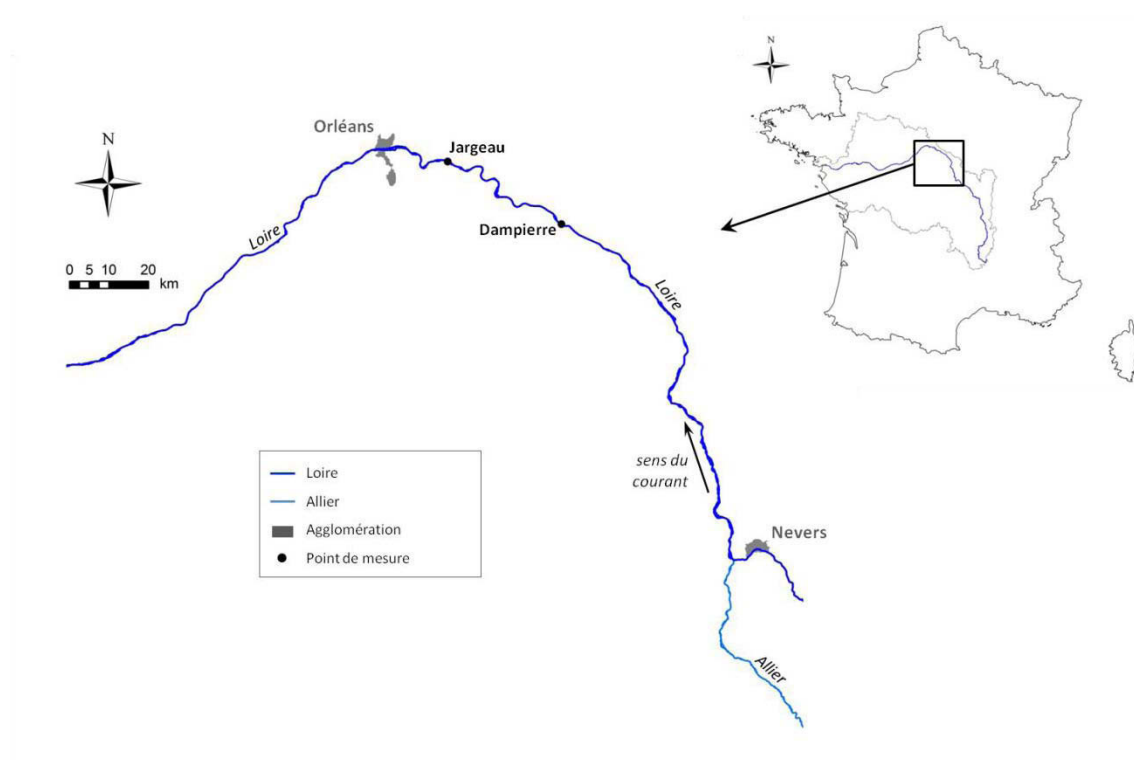 N
N
Orléans
Jargeau
Dampierre
Loire
0 5 10 20
km
Loire
sens du
courant
Loire
Allier
Agglomération
Point de mesure
Nevers
Allier